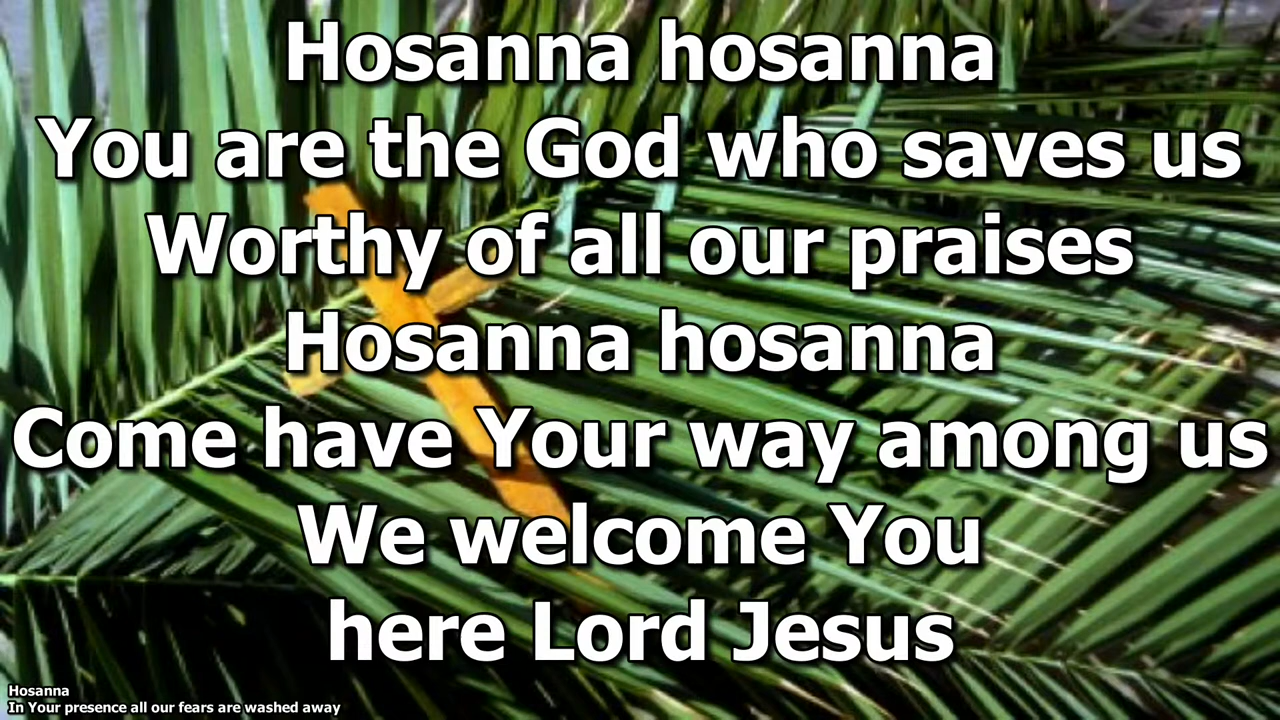 Hosanna hosanna
You are the God who saves us
Worthy of all our praises
Hosanna hosanna
Come have Your way among us
We welcome You
here Lord Jesus
Hosanna
In Your presence all our fears are washed away